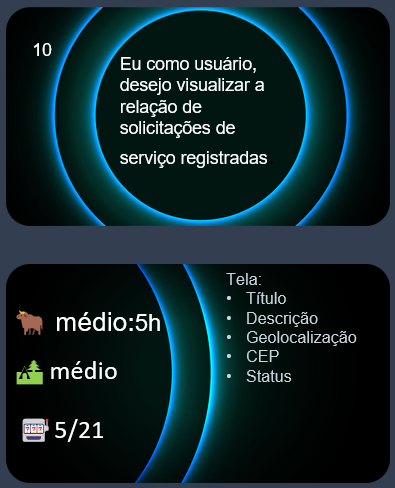 10
Eu como usuário,
desejo visualizar a
relação de
solicitações de
serviço registradas
médio:5h
médio
5/21
Tela:
• Título
• Descrição
• Geolocalização
• CEP
• Status